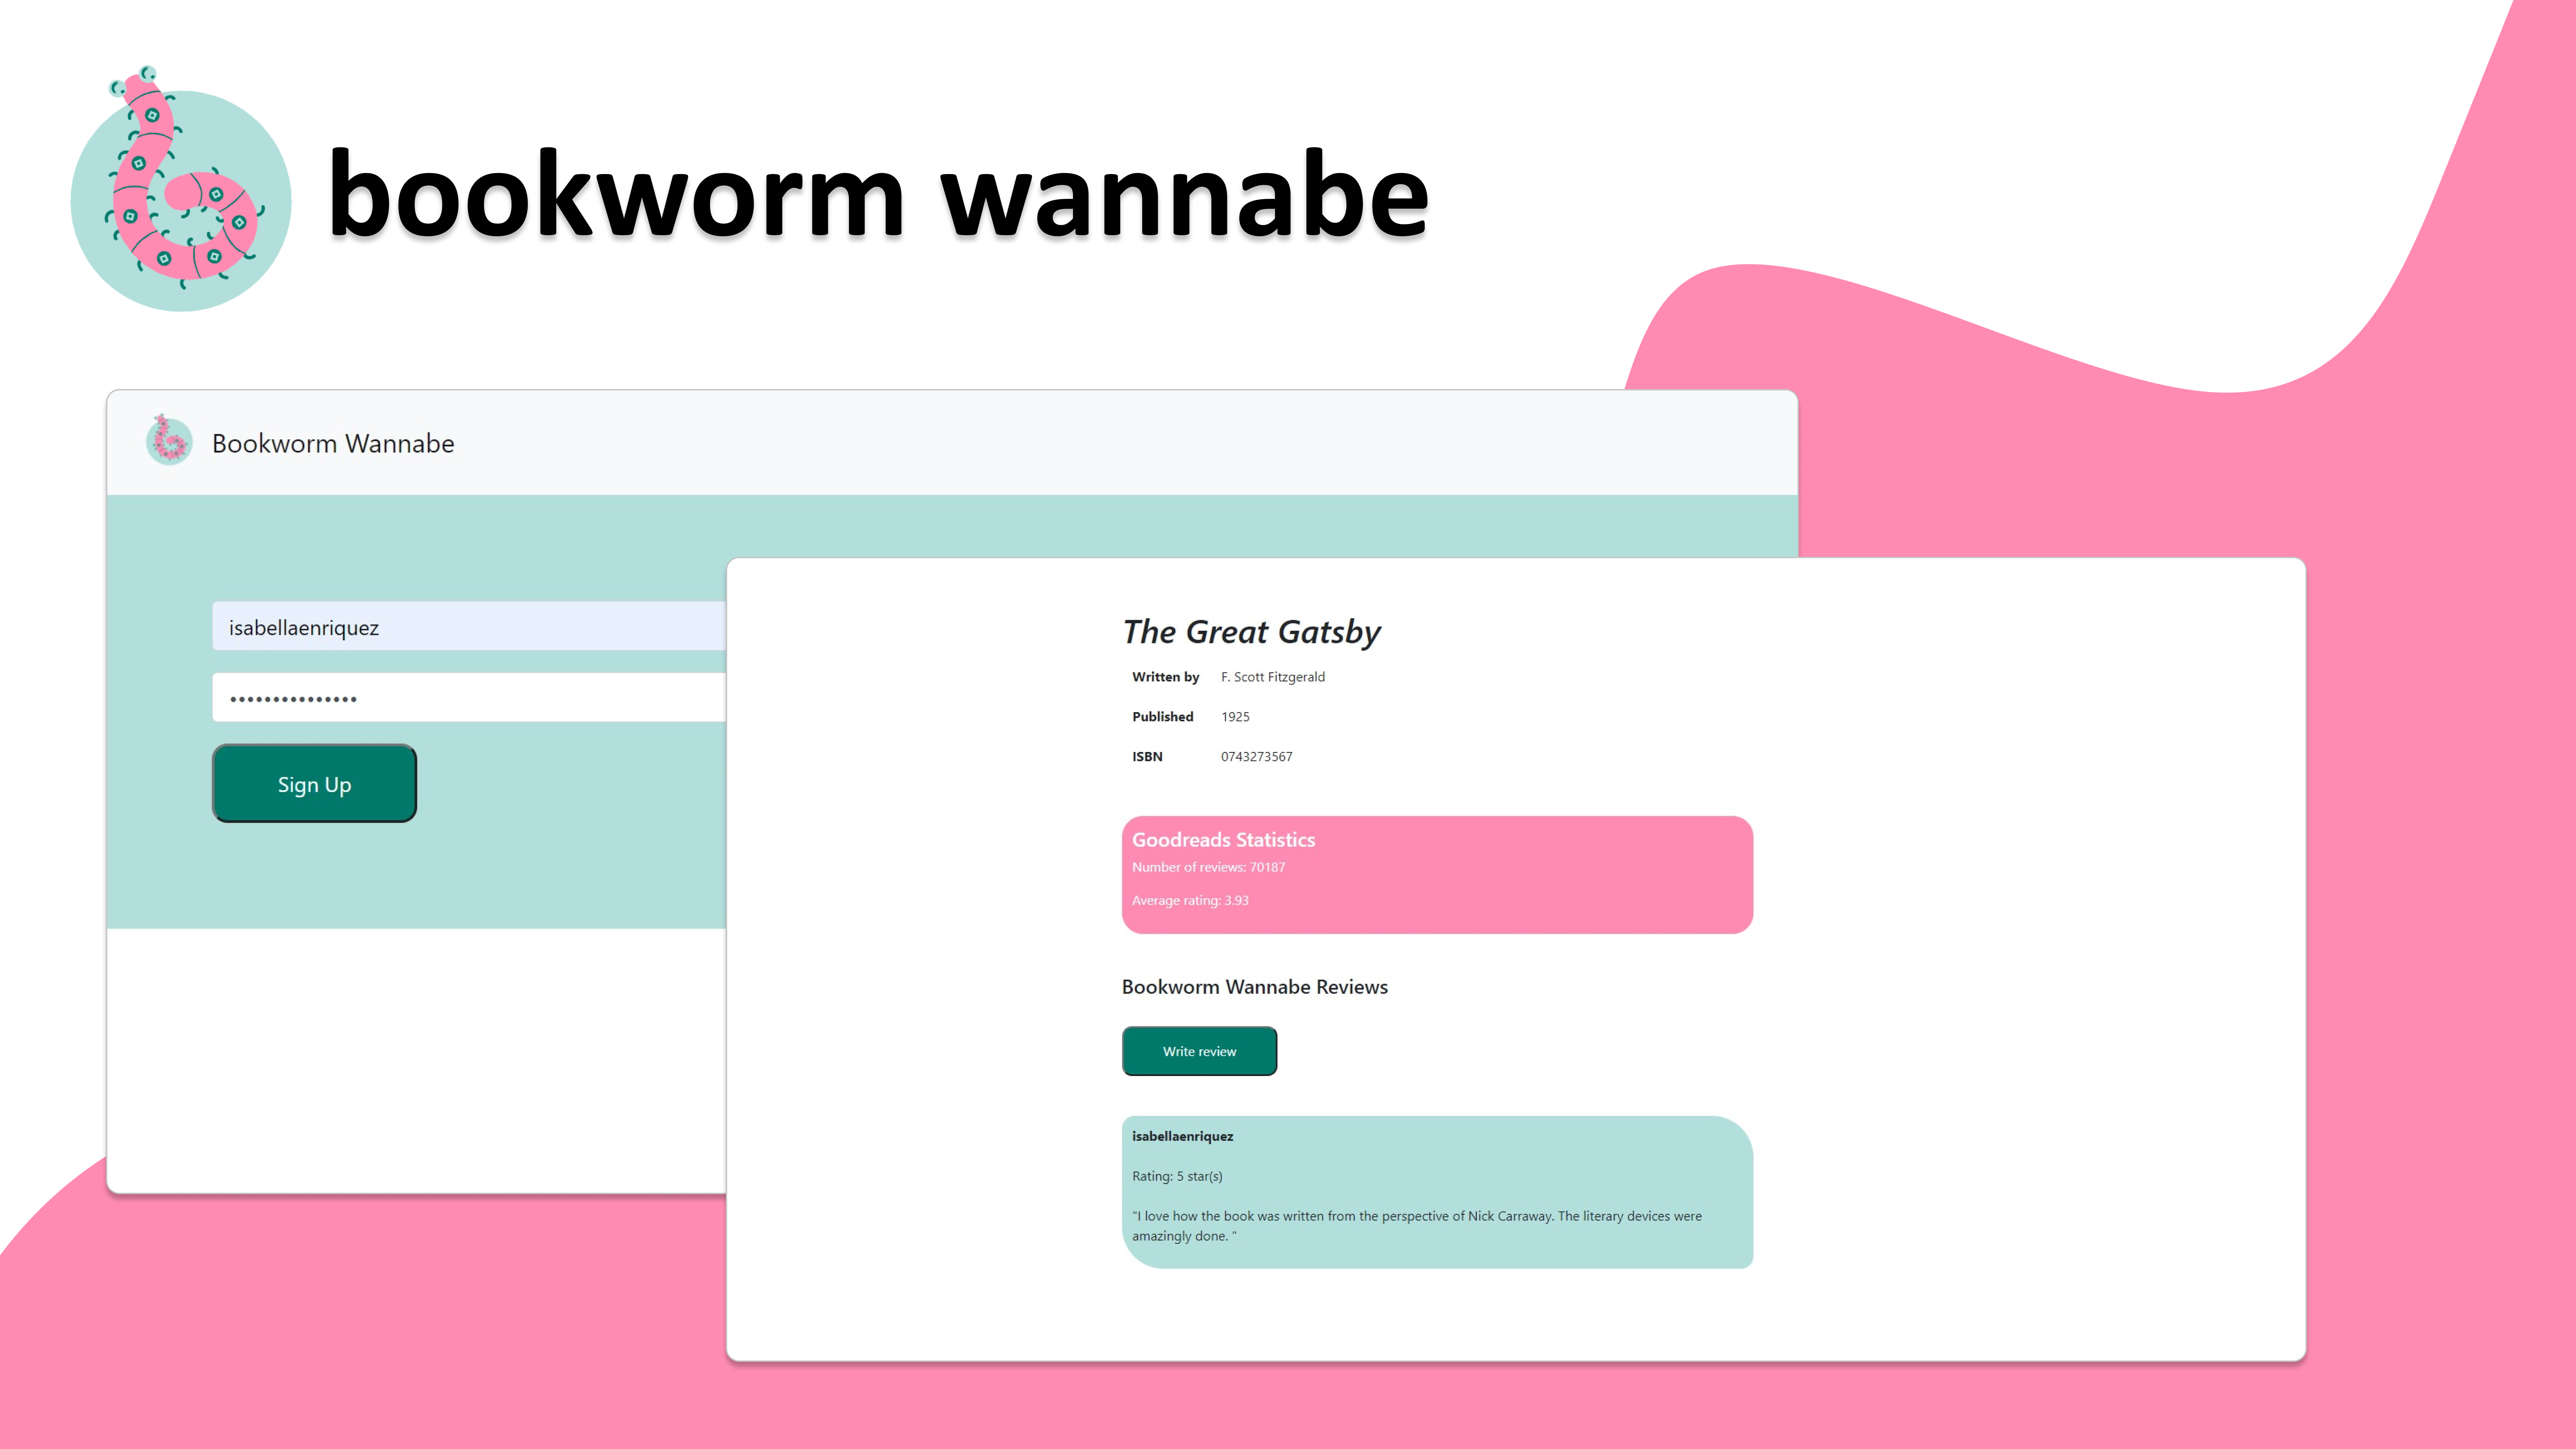 bookworm wannabe
Bookworm Wannabe
isabellaenriquez
•••••••••••••••
Sign Up
The Great Gatsby
Written by F. Scott Fitzgerald
Published 1925
ISBN 0743273567
Goodreads Statistics
Number of reviews: 70187
Average rating: 3.93
Bookworm Wannabe Reviews
Write review
isabellaenriquez
Rating: 5 star(s)
"I love how the book was written from the perspective of Nick Carraway. The literary devices were
amazingly done. "